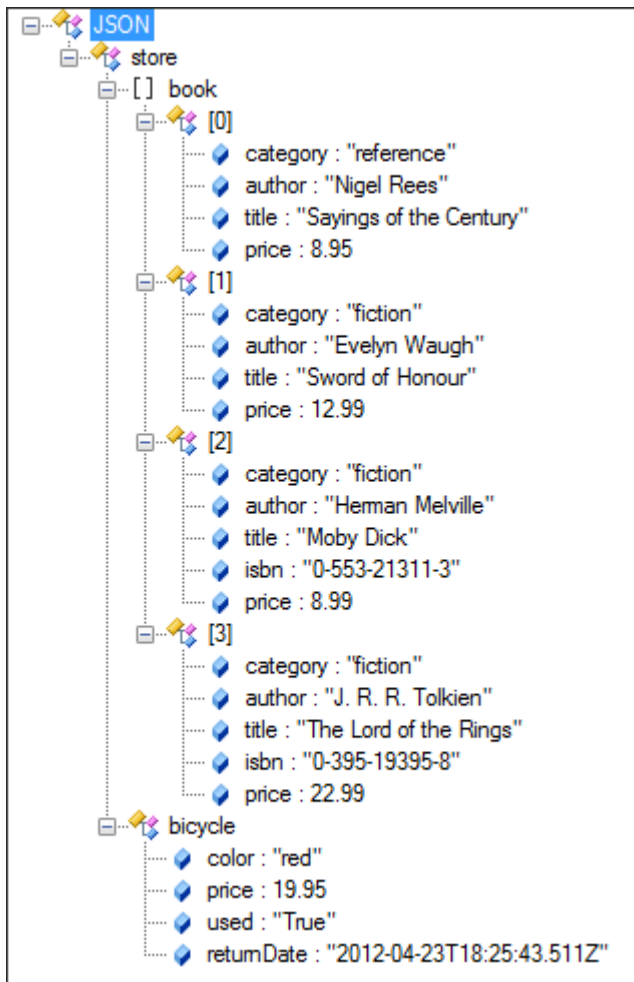 JSON
store
[ ] book
[0]
category : "reference"
author : "Nigel Rees"
title : "Sayings of the Century"
price : 8.95
[1]
category : "fiction"
author : "Evelyn Waugh"
title : "Sword of Honour"
price : 12.99
[2]
category : "fiction"
author : "Herman Melville"
title : "Moby Dick"
isbn : "0-553-21311-3"
price : 8.99
[3]
category : "fiction"
author : "J. R. R. Tolkien"
title : "The Lord of the Rings"
isbn : "0-395-19395-8"
price : 22.99
bicycle
color : "red"
price : 19.95
used : "True"
returnDate : "2012-04-23T18:25:43.511Z"